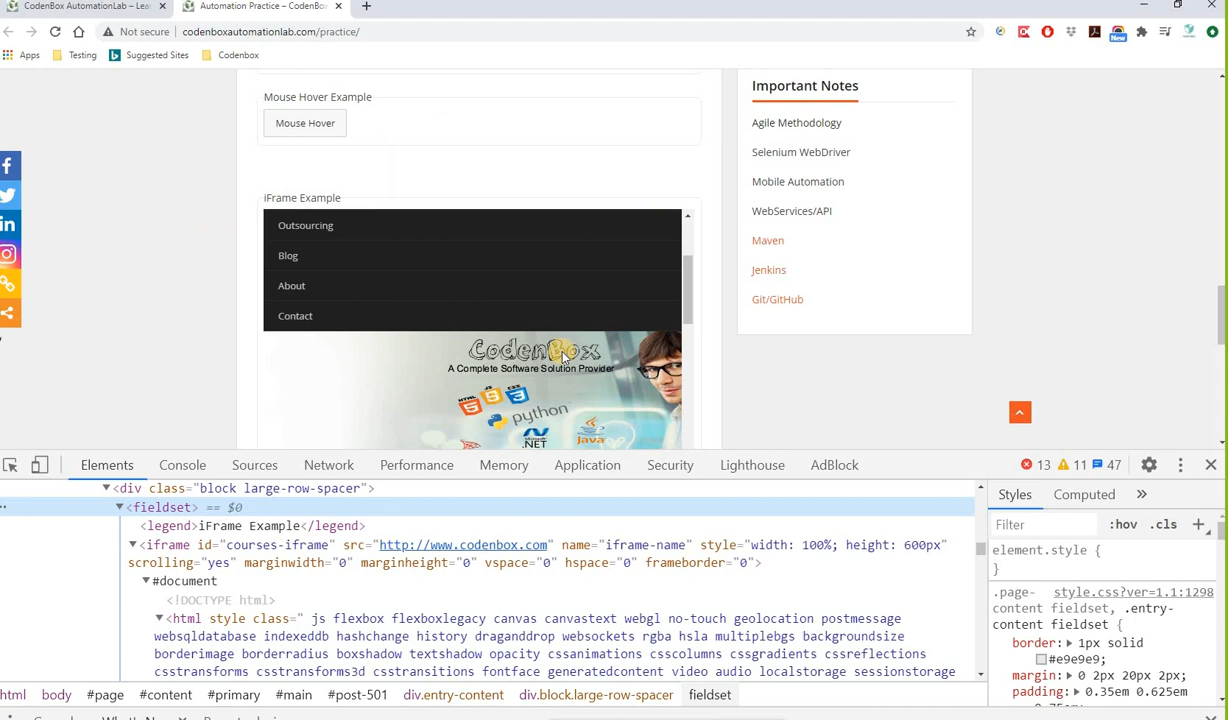 CodenBox AutomationLab – Lea
Automation Practice – CodenBo
Not secure codenboxautomationlab.com/practice/
New
Apps Testing Suggested Sites Codenbox
Mouse Hover Example
Mouse Hover
iFrame Example
Outsourcing
Blog
About
Contact
CodenBox
A Complete Software Solution Provider
HTML JS CSS
5 5 3
python
Microsoft
.NET
Java
Important Notes
Agile Methodology
Selenium WebDriver
Mobile Automation
WebServices/API
Maven
Jenkins
Git/GitHub
Elements Console Sources Network Performance Memory Application Security Lighthouse AdBlock 13 11 47
<div class="block large-row-spacer">
<fieldset> == $0
<legend>iFrame Example</legend>
<iframe id="courses-iframe" src="http://www.codenbox.com" name="iframe-name" style="width: 100%; height: 600px"
scrolling="yes" marginwidth="0" marginheight="0" vspace="0" hspace="0" frameborder="0">
#document
<!DOCTYPE html>
<html style class=" js flexbox flexboxlegacy canvas canvastext webgl no-touch geolocation postmessage
websqldatabase indexeddb hashchange history draganddrop websockets rgba hsla multiplebgs backgroundsize
borderimage borderradius boxshadow textshadow opacity cssanimations csscolumns cssgradients cssreflections
csstransforms csstransforms3d csstransitions fontface generatedcontent video audio localstorage sessionstorage
html body #page #content #primary #main #post-501 div.entry-content div.block.large-row-spacer fieldset
Styles Computed »
Filter :hov .cls +
element.style {
}
.page- style.css?ver=1.1:1298
content fieldset, .entry-
content fieldset {
border: 1px solid
#e9e9e9;
margin: 0 2px 20px 2px;
padding: 0.35em 0.625em